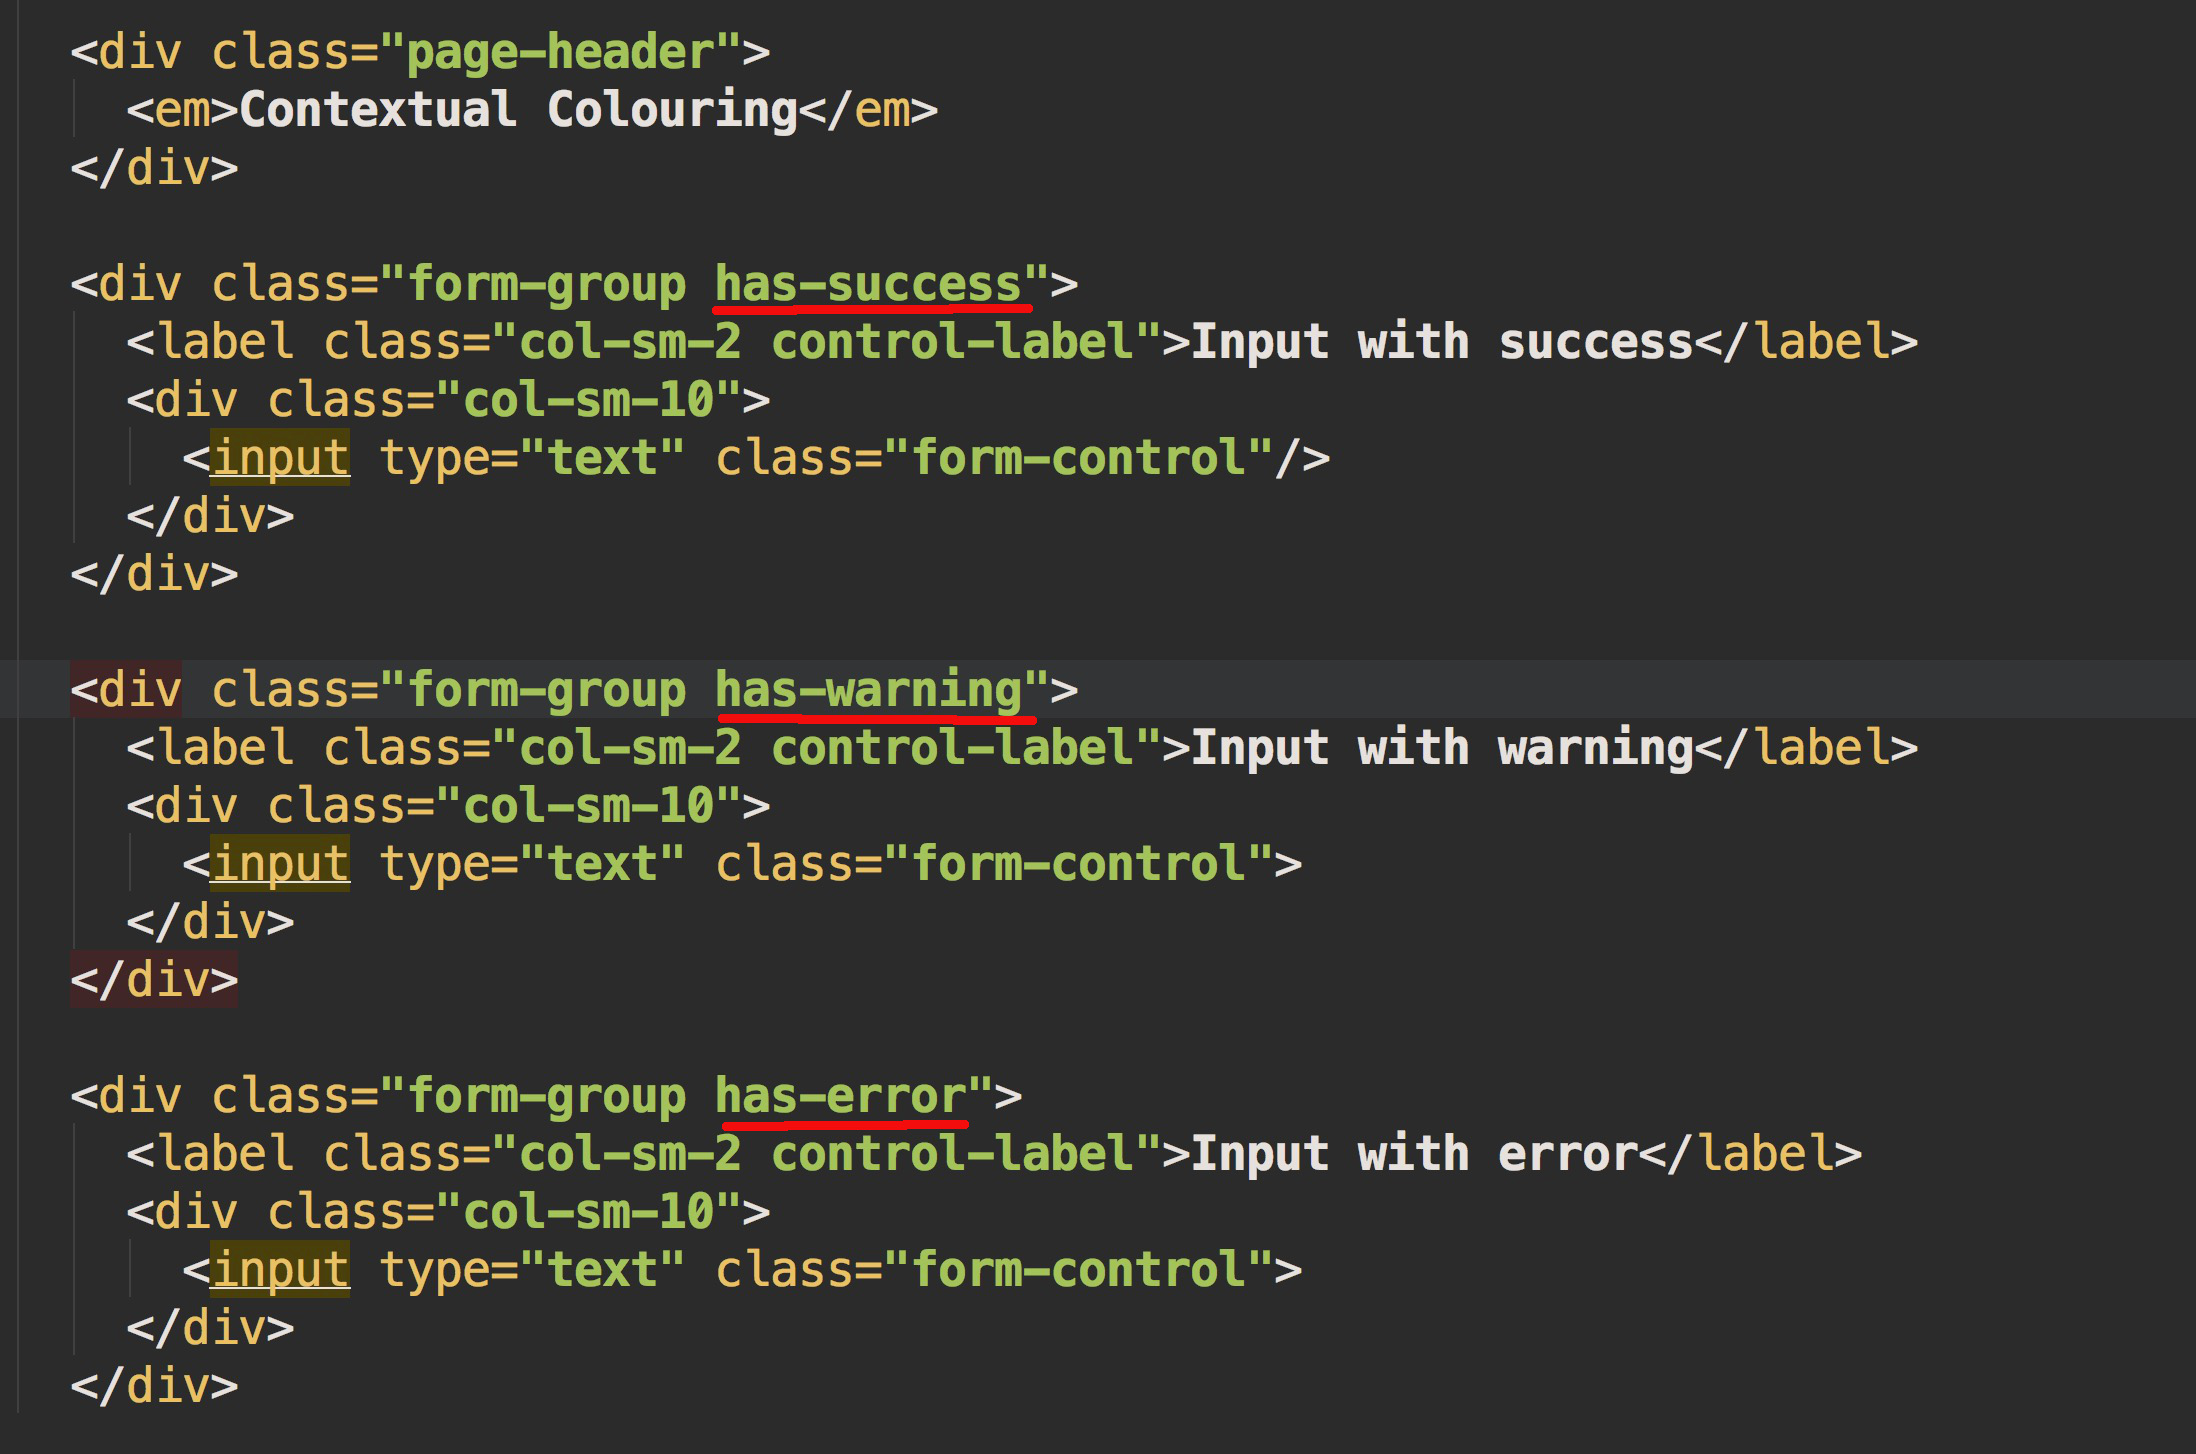 <div class="page-header">
<em>Contextual Colouring</em>
</div>
<div class="form-group has-success">
<label class="col-sm-2 control-label">Input with success</label>
<div class="col-sm-10">
<input type="text" class="form-control"/>
</div>
</div>
<div class="form-group has-warning">
<label class="col-sm-2 control-label">Input with warning</label>
<div class="col-sm-10">
<input type="text" class="form-control">
</div>
</div>
<div class="form-group has-error">
<label class="col-sm-2 control-label">Input with error</label>
<div class="col-sm-10">
<input type="text" class="form-control">
</div>
</div>